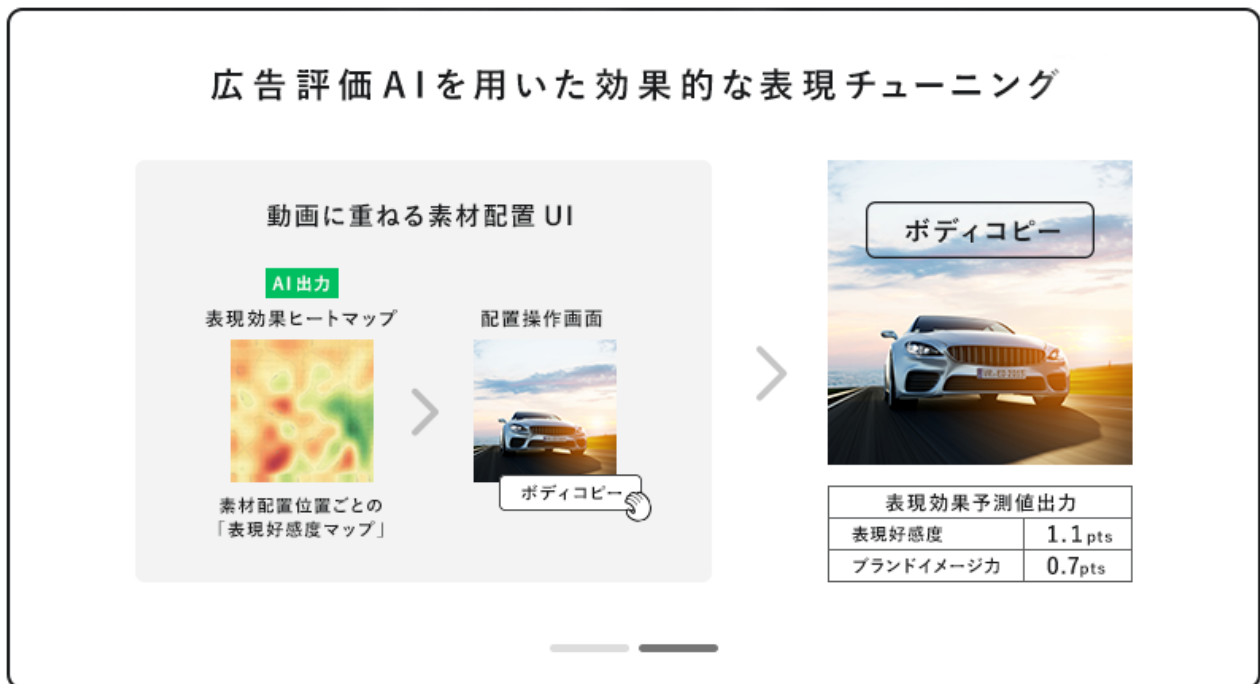 広告評価AIを用いた効果的な表現チューニング
動画に重ねる素材配置 UI
AI出力
表現効果ヒートマップ
素材配置位置ごとの
「表現好感度マップ」
配置操作画面
ボディコピー
ボディコピー
表現効果予測値出力
表現好感度 1.1pts
ブランドイメージ力 0.7pts